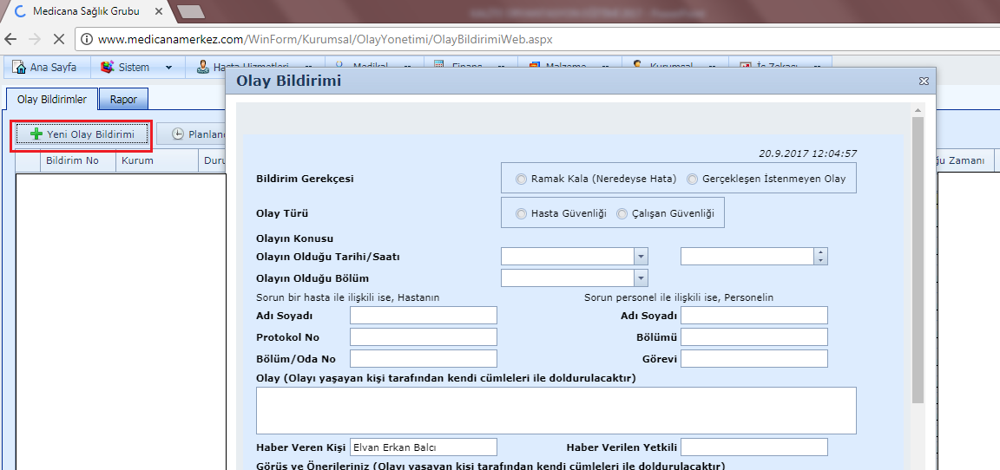 Medicana Sağlık Grubu
www.medicanamerkez.com/WinForm/Kurumsal/OlayYonetimi/OlayBildirimiWeb.aspx
Ana Sayfa Sistem Hasta Hizmetleri Medikal Finans Malzeme Kurumsal İş Zekası
Olay Bildirimi
Olay Bildirimler Rapor
Yeni Olay Bildirimi
Bildirim No Kurum
Zamanı
20.9.2017 12:04:57
Bildirim Gerekçesi Ramak Kala (Neredeyse Hata) Gerçekleşen İstenmeyen Olay
Olay Türü Hasta Güvenliği Çalışan Güvenliği
Olayın Konusu
Olayın Olduğu Tarihi/Saatı
Olayın Olduğu Bölüm
Sorun bir hasta ile ilişkili ise, Hastanın Sorun personel ile ilişkili ise, Personelin
Adı Soyadı Adı Soyadı
Protokol No Bölümü
Bölüm/Oda No Görevi
Olay (Olayı yaşayan kişi tarafından kendi cümleleri ile doldurulacaktır)
Haber Veren Kişi Elvan Erkan Balcı Haber Verilen Yetkili
Görüş ve Önerileriniz (Olayı yaşayan kişi tarafından kendi cümleleri ile doldurulacaktır)